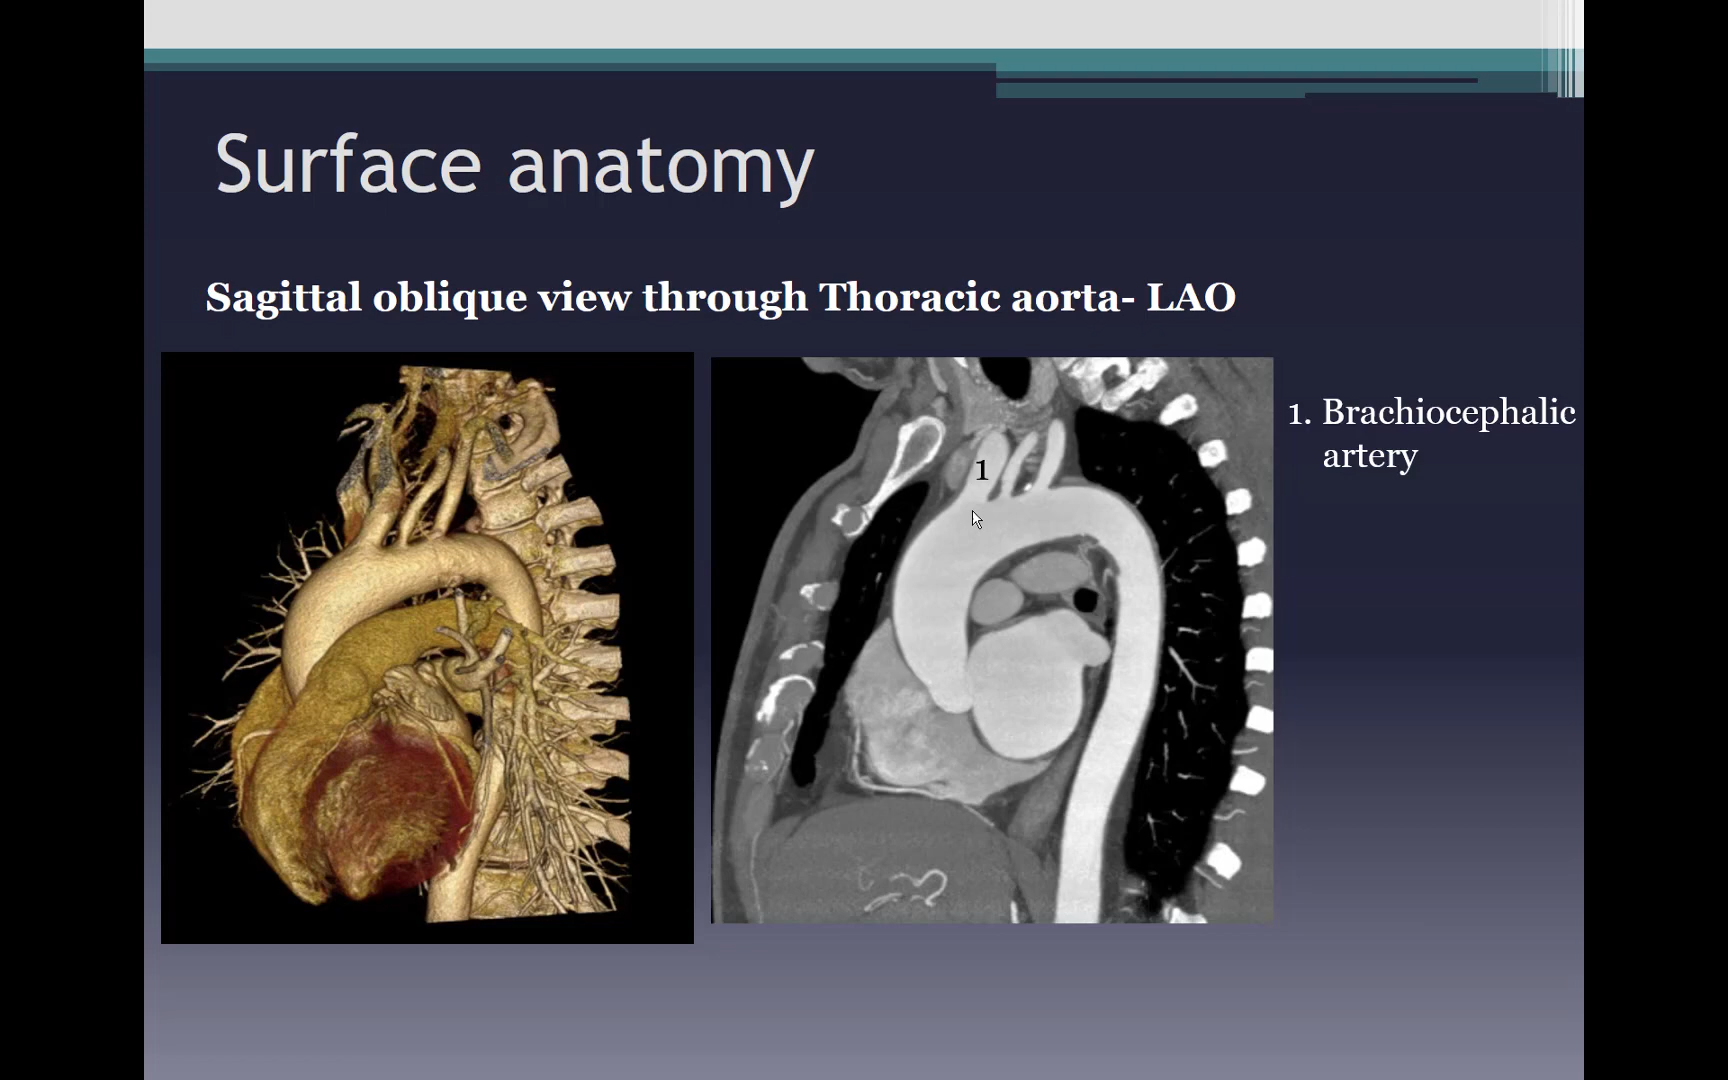 Surface anatomy
Sagittal oblique view through Thoracic aorta- LAO
1
1. Brachiocephalic
artery